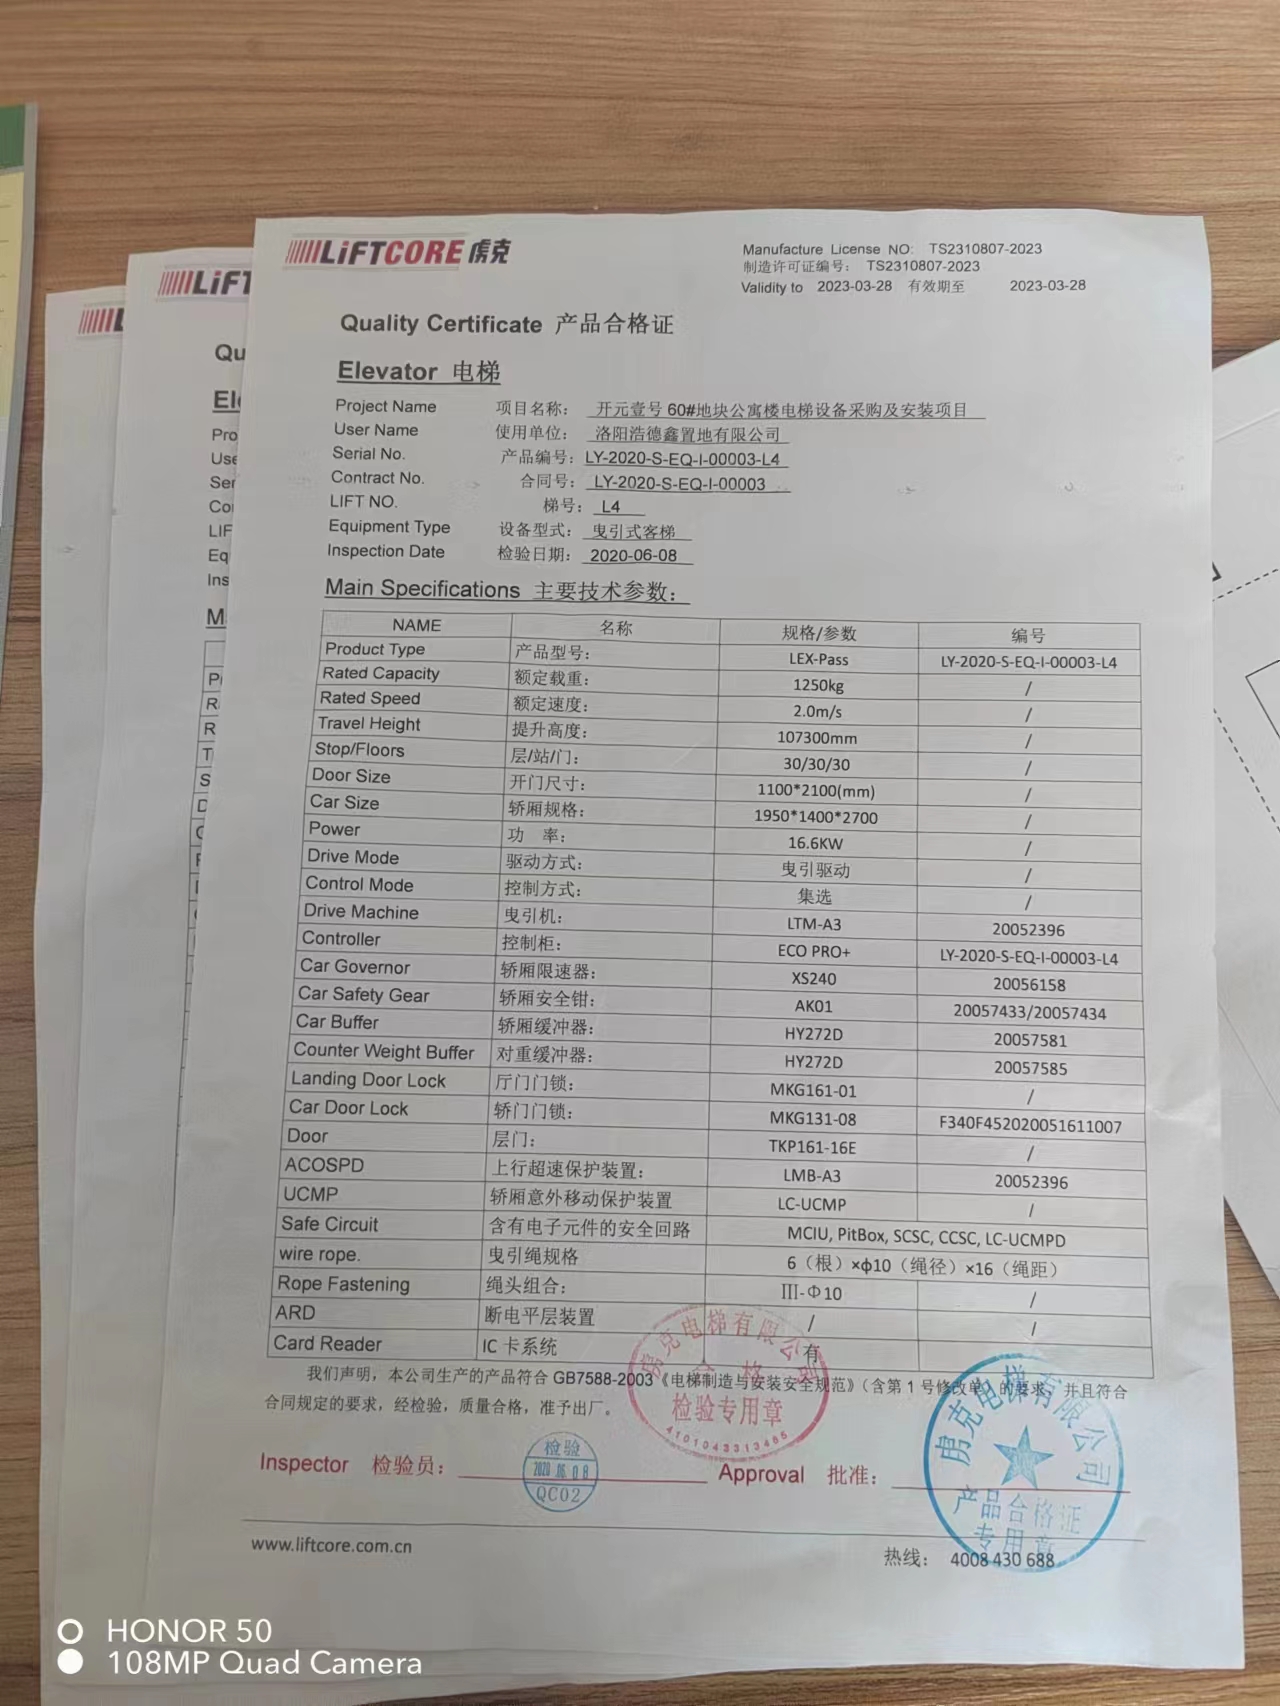 LiFTCORE 虏克
Manufacture License NO: TS2310807-2023
制造许可证编号: TS2310807-2023
Validity to 2023-03-28 有效期至 2023-03-28
Quality Certificate 产品合格证
Elevator 电梯
Project Name 项目名称: 开元壹号 60#地块公寓楼电梯设备采购及安装项目
User Name 使用单位: 洛阳浩德鑫置地有限公司
Serial No. 产品编号: LY-2020-S-EQ-I-00003-L4
Contract No. 合同号: LY-2020-S-EQ-I-00003
LIFT NO. 梯号: L4
Equipment Type 设备型式: 曳引式客梯
Inspection Date 检验日期: 2020-06-08
Main Specifications 主要技术参数:
NAME 名称 规格/参数 编号
Product Type 产品型号: LEX-Pass LY-2020-S-EQ-I-00003-L4
Rated Capacity 额定载重: 1250kg /
Rated Speed 额定速度: 2.0m/s /
Travel Height 提升高度: 107300mm /
Stop/Floors 层/站/门: 30/30/30 /
Door Size 开门尺寸: 1100*2100(mm) /
Car Size 轿厢规格: 1950*1400*2700 /
Power 功 率: 16.6KW /
Drive Mode 驱动方式: 曳引驱动 /
Control Mode 控制方式: 集选 /
Drive Machine 曳引机: LTM-A3 20052396
Controller 控制柜: ECO PRO+ LY-2020-S-EQ-I-00003-L4
Car Governor 轿厢限速器: XS240 20056158
Car Safety Gear 轿厢安全钳: AK01 20057433/20057434
Car Buffer 轿厢缓冲器: HY272D 20057581
Counter Weight Buffer 对重缓冲器: HY272D 20057585
Landing Door Lock 厅门门锁: MKG161-01 /
Car Door Lock 轿门门锁: MKG131-08 F340F452020051611007
Door 层门: TKP161-16E /
ACOSPD 上行超速保护装置: LMB-A3 20052396
UCMP 轿厢意外移动保护装置 LC-UCMP /
Safe Circuit 含有电子元件的安全回路 MCIU, PitBox, SCSC, CCSC, LC-UCMPD
wire rope. 曳引绳规格 6（根）×ф10（绳径）×16（绳距）
Rope Fastening 绳头组合: III-Φ10 /
ARD 断电平层装置 / /
Card Reader IC 卡系统 有
我们声明，本公司生产的产品符合 GB7588-2003《电梯制造与安装安全规范》（含第 1 号修改单）的要求，并且符合
合同规定的要求，经检验，质量合格，准予出厂。
虏克电梯有限公司
合格
检验专用章
4101043313485
Inspector 检验员:
检验
2020.06.08
QC02
Approval 批准:
虏克电梯有限公司
产品合格证
专用章
www.liftcore.com.cn
热线: 4008 430 688
HONOR 50
108MP Quad Camera